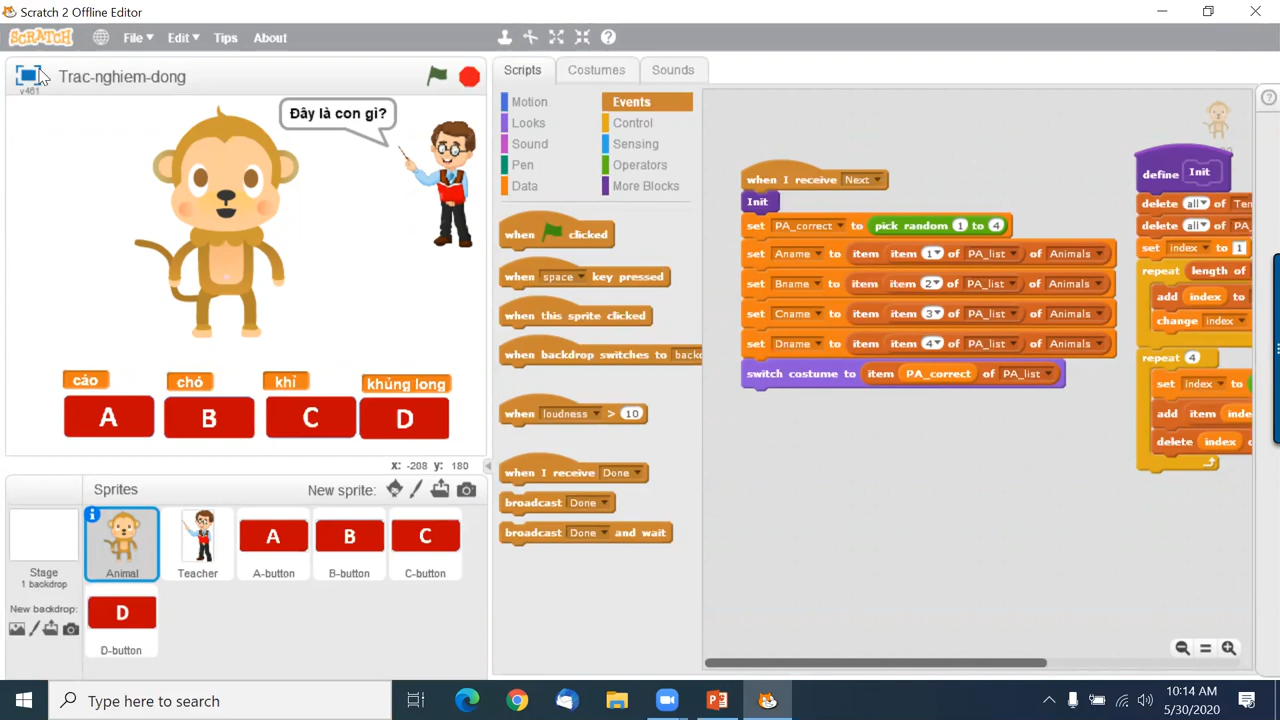 Scratch 2 Offline Editor
SCRATCH File Edit Tips About
v461
Trac-nghiem-dong
Scripts Costumes Sounds
Đây là con gì?
cáo chó khỉ khủng long
A B C D
x: -208 y: 180
Sprites New sprite:
Stage
1 backdrop
New backdrop:
Animal
Teacher
A
A-button
B
B-button
C
C-button
D
D-button
Motion Events
Looks Control
Sound Sensing
Pen Operators
Data More Blocks
when clicked
when space key pressed
when this sprite clicked
when backdrop switches to
when loudness > 10
when I receive Done
broadcast Done
broadcast Done and wait
when I receive Next
Init
set PA_correct to pick random 1 to 4
set Aname to item item 1 of PA_list of Animals
set Bname to item item 2 of PA_list of Animals
set Cname to item item 3 of PA_list of Animals
set Dname to item item 4 of PA_list of Animals
switch costume to item PA_correct of PA_list
define Init
delete all of
delete all of
set index to 1
repeat length of
add index to
change index
repeat 4
set index to
add item
delete index
Type here to search
10:14 AM
5/30/2020